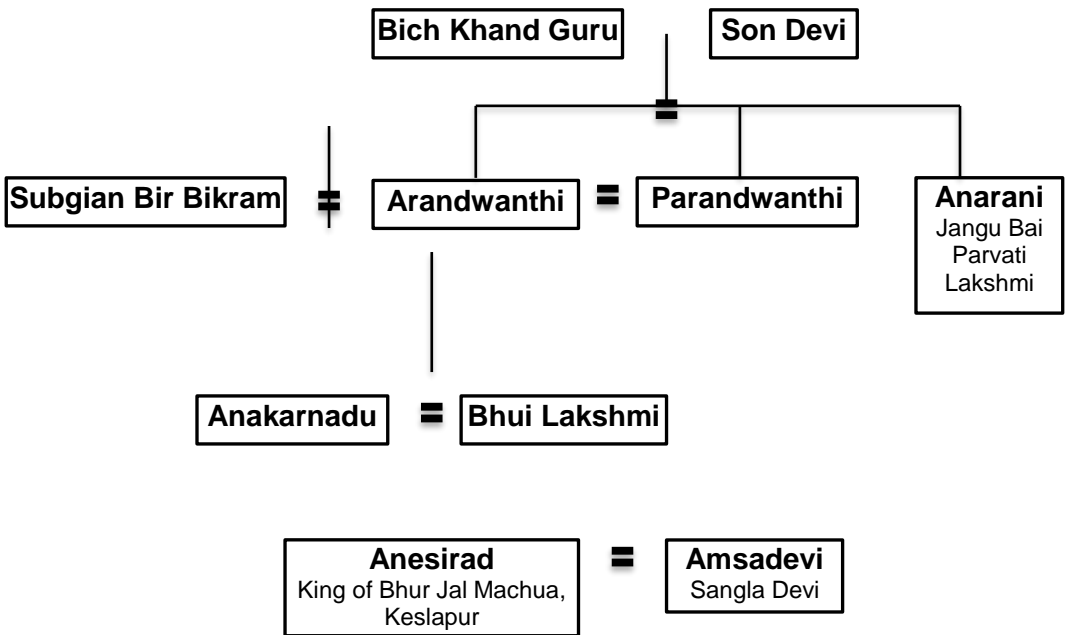 Bich Khand Guru
Son Devi
Subgian Bir Bikram
=
Arandwanthi
=
Parandwanthi
Anarani
Jangu Bai
Parvati
Lakshmi
Anakarnadu
=
Bhui Lakshmi
Anesirad
King of Bhur Jal Machua,
Keslapur
=
Amsadevi
Sangla Devi